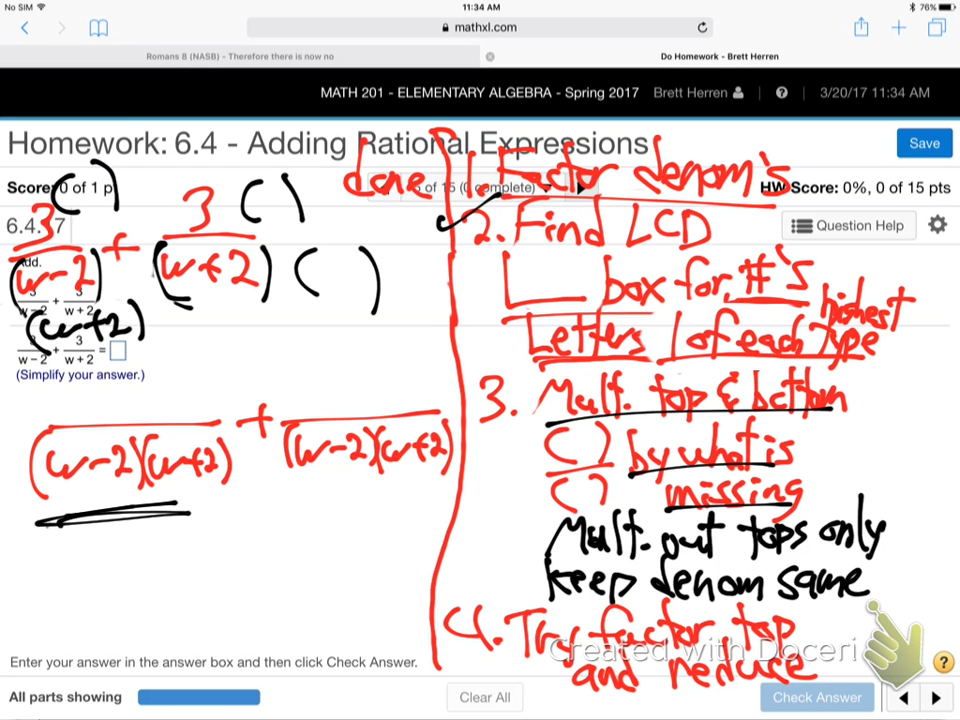 No SIM
11:34 AM
76%
mathxl.com
Romans 8 (NASB) - Therefore there is now no
Do Homework - Brett Herren
MATH 201 - ELEMENTARY ALGEBRA - Spring 2017 Brett Herren ? 3/20/17 11:34 AM
Homework: 6.4 - Adding Rational Expressions
Save
done
1. Factor denom's
Score: 0 of 1 p
of 15 (0 complete)
HW Score: 0%, 0 of 15 pts
( ) ( )
3 3
6.4. 7
2. Find LCD
Question Help
+
(w-2) (w+2) ( )
dd.
box for #'s
3 3
w-2 + w+2
(w+2)
highest
Letters 1 of each type
3
w-2 + w+2 =
(Simplify your answer.)
3. Mult. top & bottom
+
( ) by what is
(w-2)(w+2) (w-2)(w+2)
( ) missing
Mult. out tops only
keep denom same
4. Try factor top
and reduce
Created with Doceri
Enter your answer in the answer box and then click Check Answer.
?
All parts showing
Clear All
Check Answer